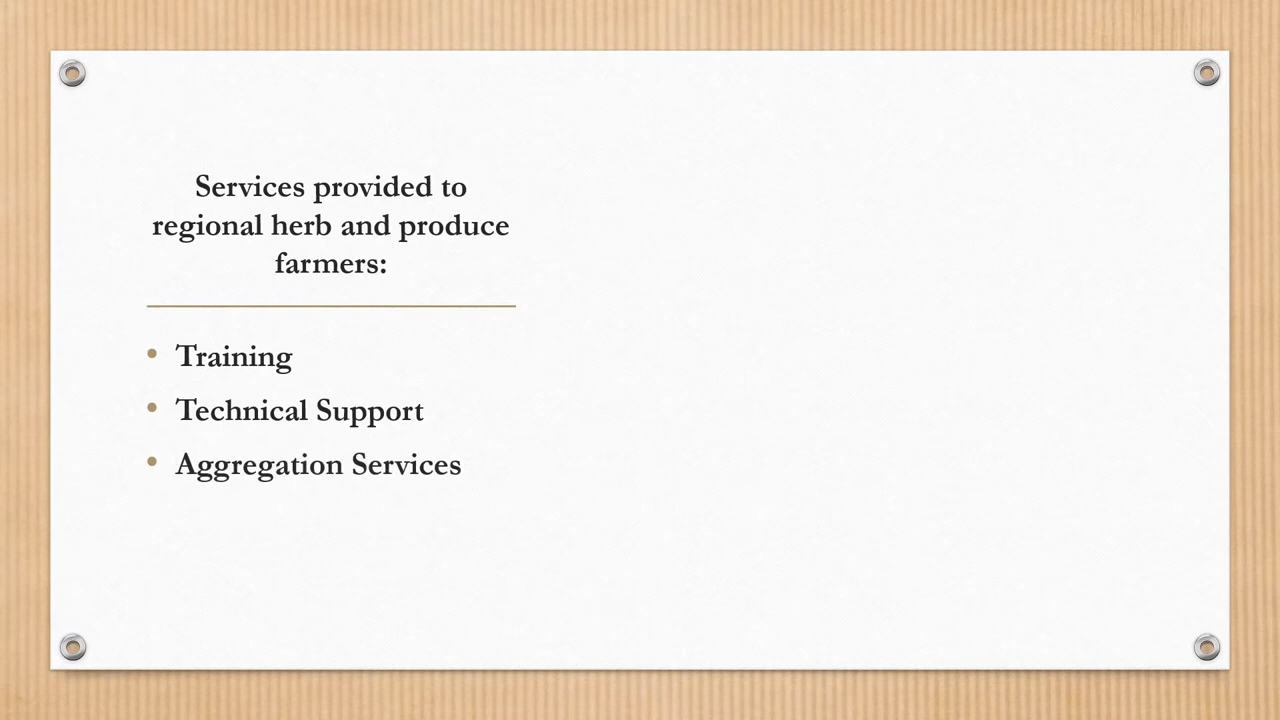 Services provided to
regional herb and produce
farmers:
• Training
• Technical Support
• Aggregation Services